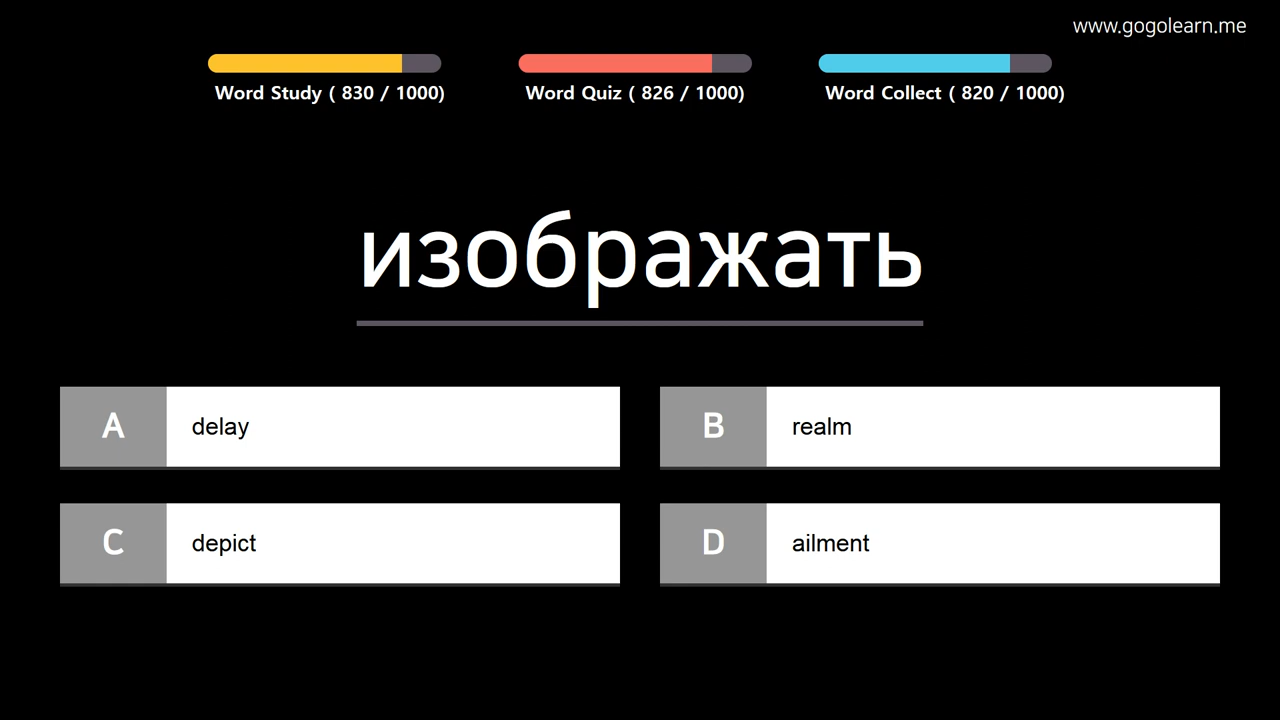 www.gogolearn.me
Word Study ( 830 / 1000)
Word Quiz ( 826 / 1000)
Word Collect ( 820 / 1000)
изображать
A delay
B realm
C depict
D ailment